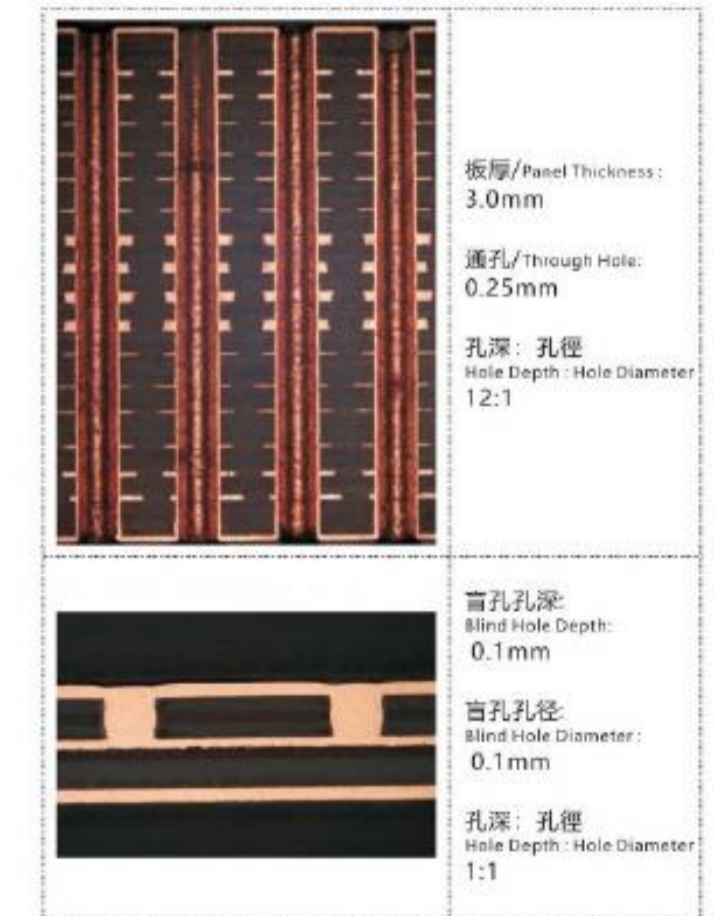 板厚/Panel Thickness:
3.0mm
通孔/Through Hole:
0.25mm
孔深：孔徑
Hole Depth : Hole Diameter
12:1
盲孔孔深:
Blind Hole Depth:
0.1mm
盲孔孔径:
Blind Hole Diameter :
0.1mm
孔深：孔徑
Hole Depth : Hole Diameter
1:1